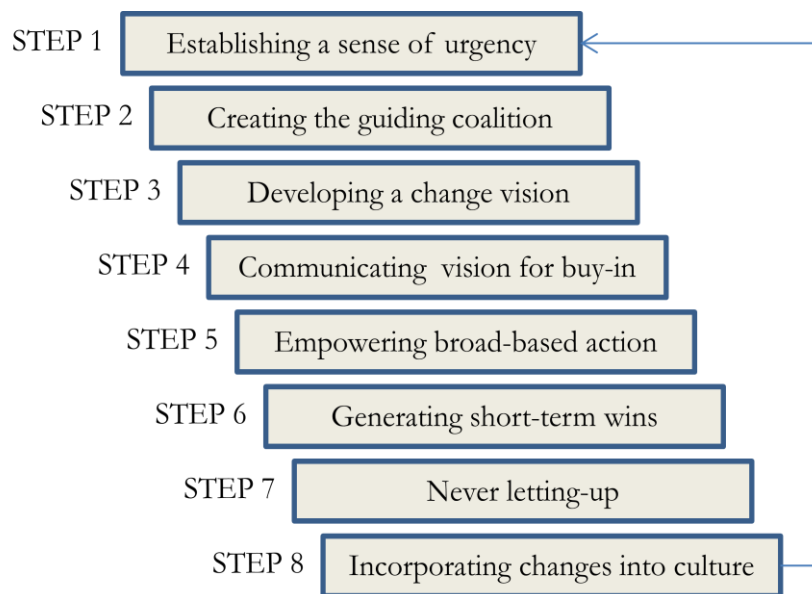 STEP 1 Establishing a sense of urgency
STEP 2 Creating the guiding coalition
STEP 3 Developing a change vision
STEP 4 Communicating vision for buy-in
STEP 5 Empowering broad-based action
STEP 6 Generating short-term wins
STEP 7 Never letting-up
STEP 8 Incorporating changes into culture